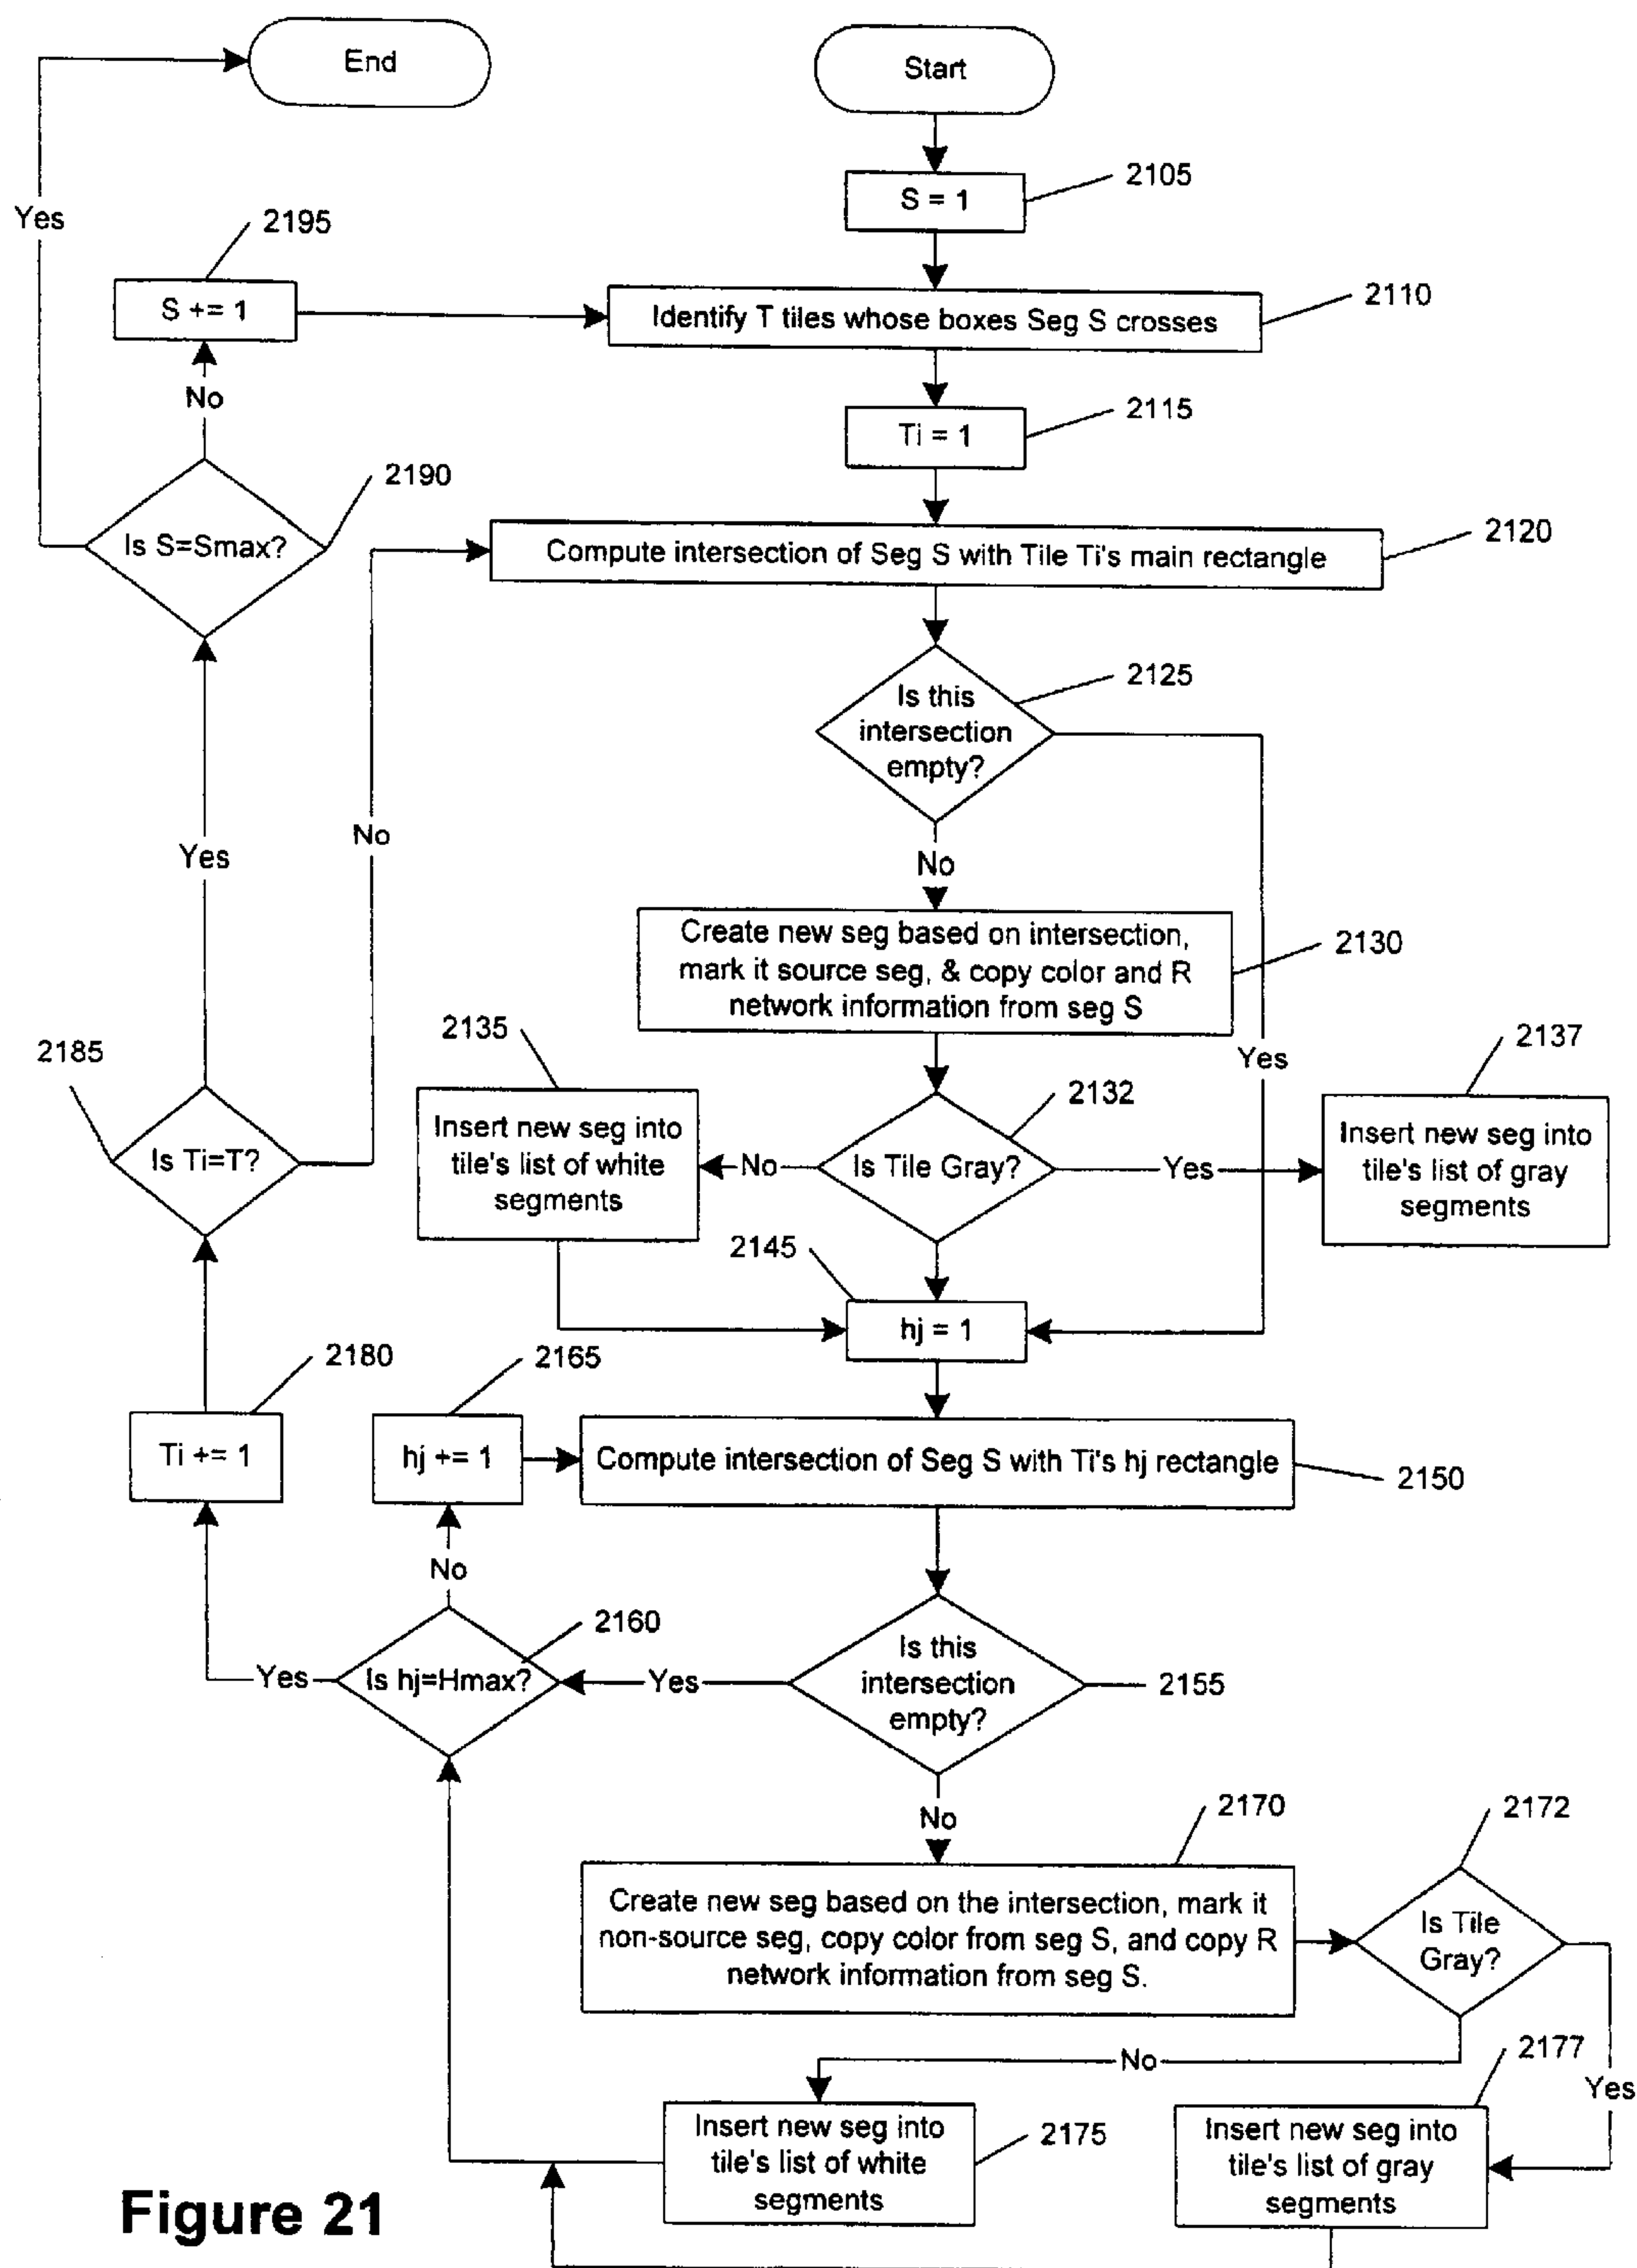 End
Start
2105
S = 1
Yes
2195
S += 1
2110
Identify T tiles whose boxes Seg S crosses
No
2115
Ti = 1
2190
Is S=Smax?
2120
Compute intersection of Seg S with Tile Ti's main rectangle
2125
Is this
intersection
empty?
No
Yes
No
2130
Create new seg based on intersection,
mark it source seg, & copy color and R
network information from seg S
2135
2185
Yes
2137
2132
Insert new seg into
tile's list of white
segments
Is Ti=T?
No
Is Tile Gray?
Yes
Insert new seg into
tile's list of gray
segments
2145
hj = 1
2180
2165
Ti += 1
hj += 1
Compute intersection of Seg S with Ti's hj rectangle
2150
No
2160
Is this
intersection
empty?
Yes
Is hj=Hmax?
Yes
2155
No
2170
2172
Create new seg based on the intersection, mark it
non-source seg, copy color from seg S, and copy R
network information from seg S.
Is Tile
Gray?
No
2177
Yes
Insert new seg into
tile's list of white
segments
2175
Insert new seg into
tile's list of gray
segments
Figure 21